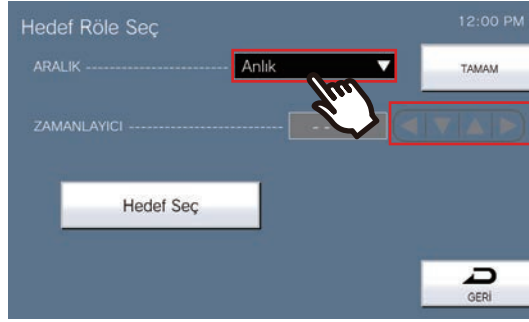 Hedef Röle Seç 12:00 PM
ARALIK ----------------------- Anlık TAMAM
ZAMANLAYICI ------------------------- - -
Hedef Seç
GERİ